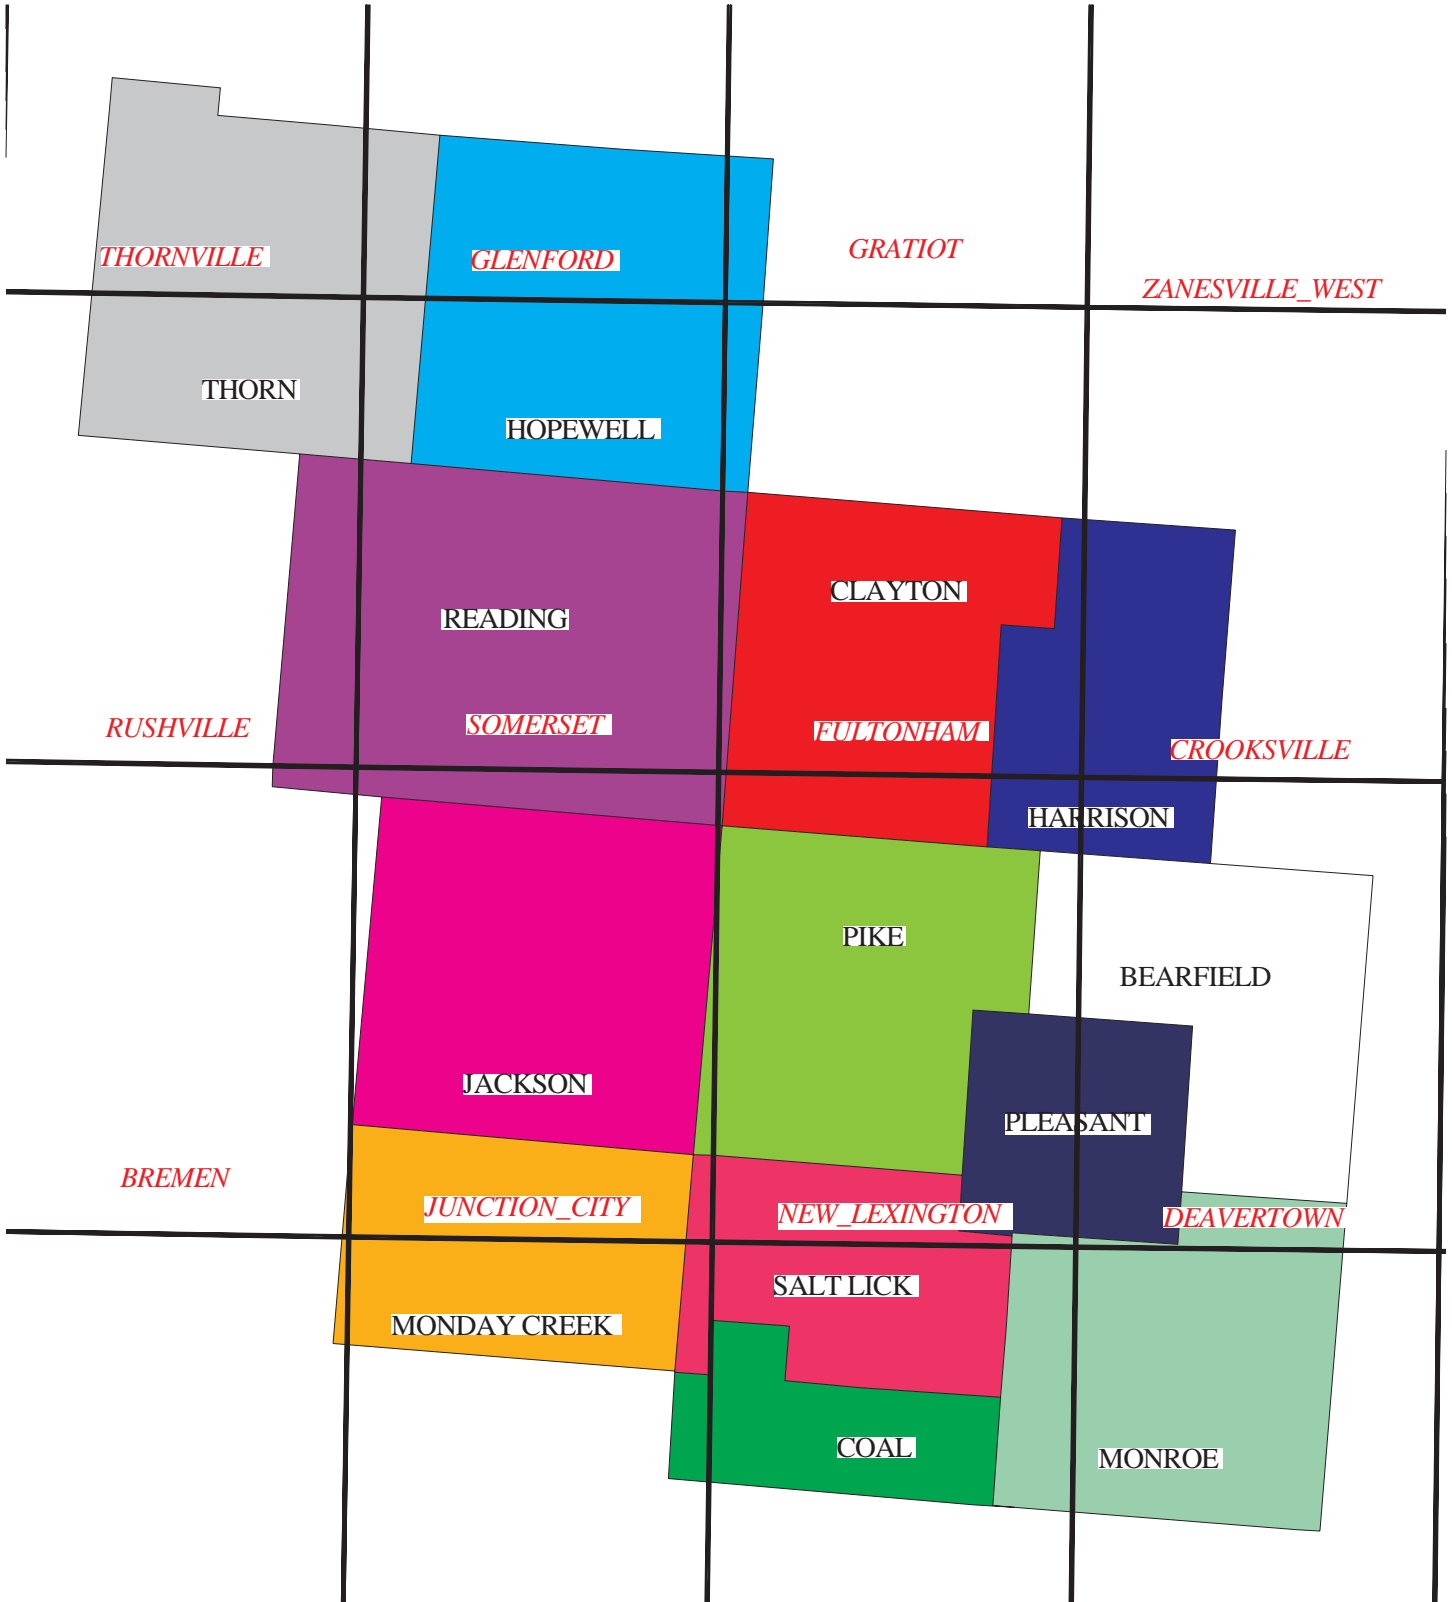 THORNVILLE
GLENFORD
GRATIOT
ZANESVILLE_WEST
THORN
HOPEWELL
CLAYTON
READING
RUSHVILLE
SOMERSET
FULTONHAM
CROOKSVILLE
HARRISON
PIKE
BEARFIELD
JACKSON
PLEASANT
BREMEN
JUNCTION_CITY
NEW_LEXINGTON
DEAVERTOWN
SALT LICK
MONDAY CREEK
COAL
MONROE